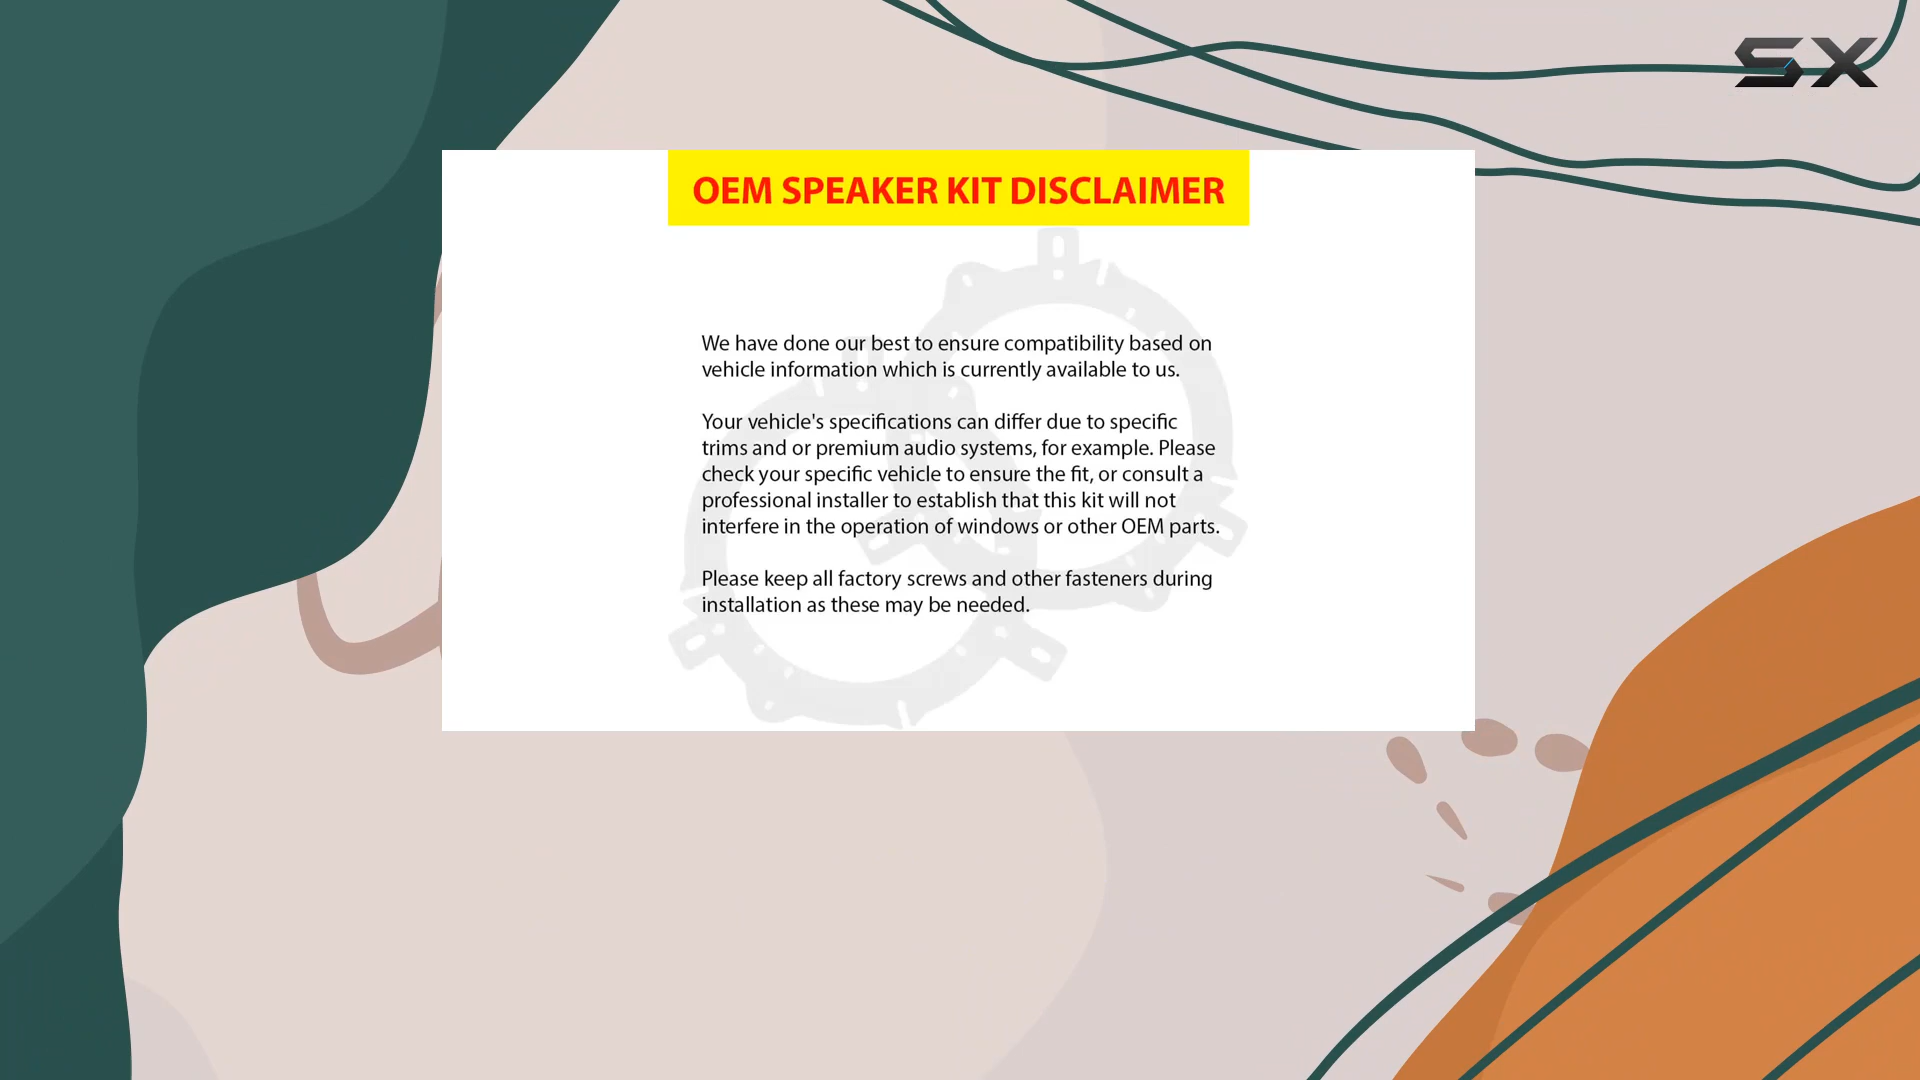 SX
OEM SPEAKER KIT DISCLAIMER
We have done our best to ensure compatibility based on
vehicle information which is currently available to us.
Your vehicle's specifications can differ due to specific
trims and or premium audio systems, for example. Please
check your specific vehicle to ensure the fit, or consult a
professional installer to establish that this kit will not
interfere in the operation of windows or other OEM parts.
Please keep all factory screws and other fasteners during
installation as these may be needed.